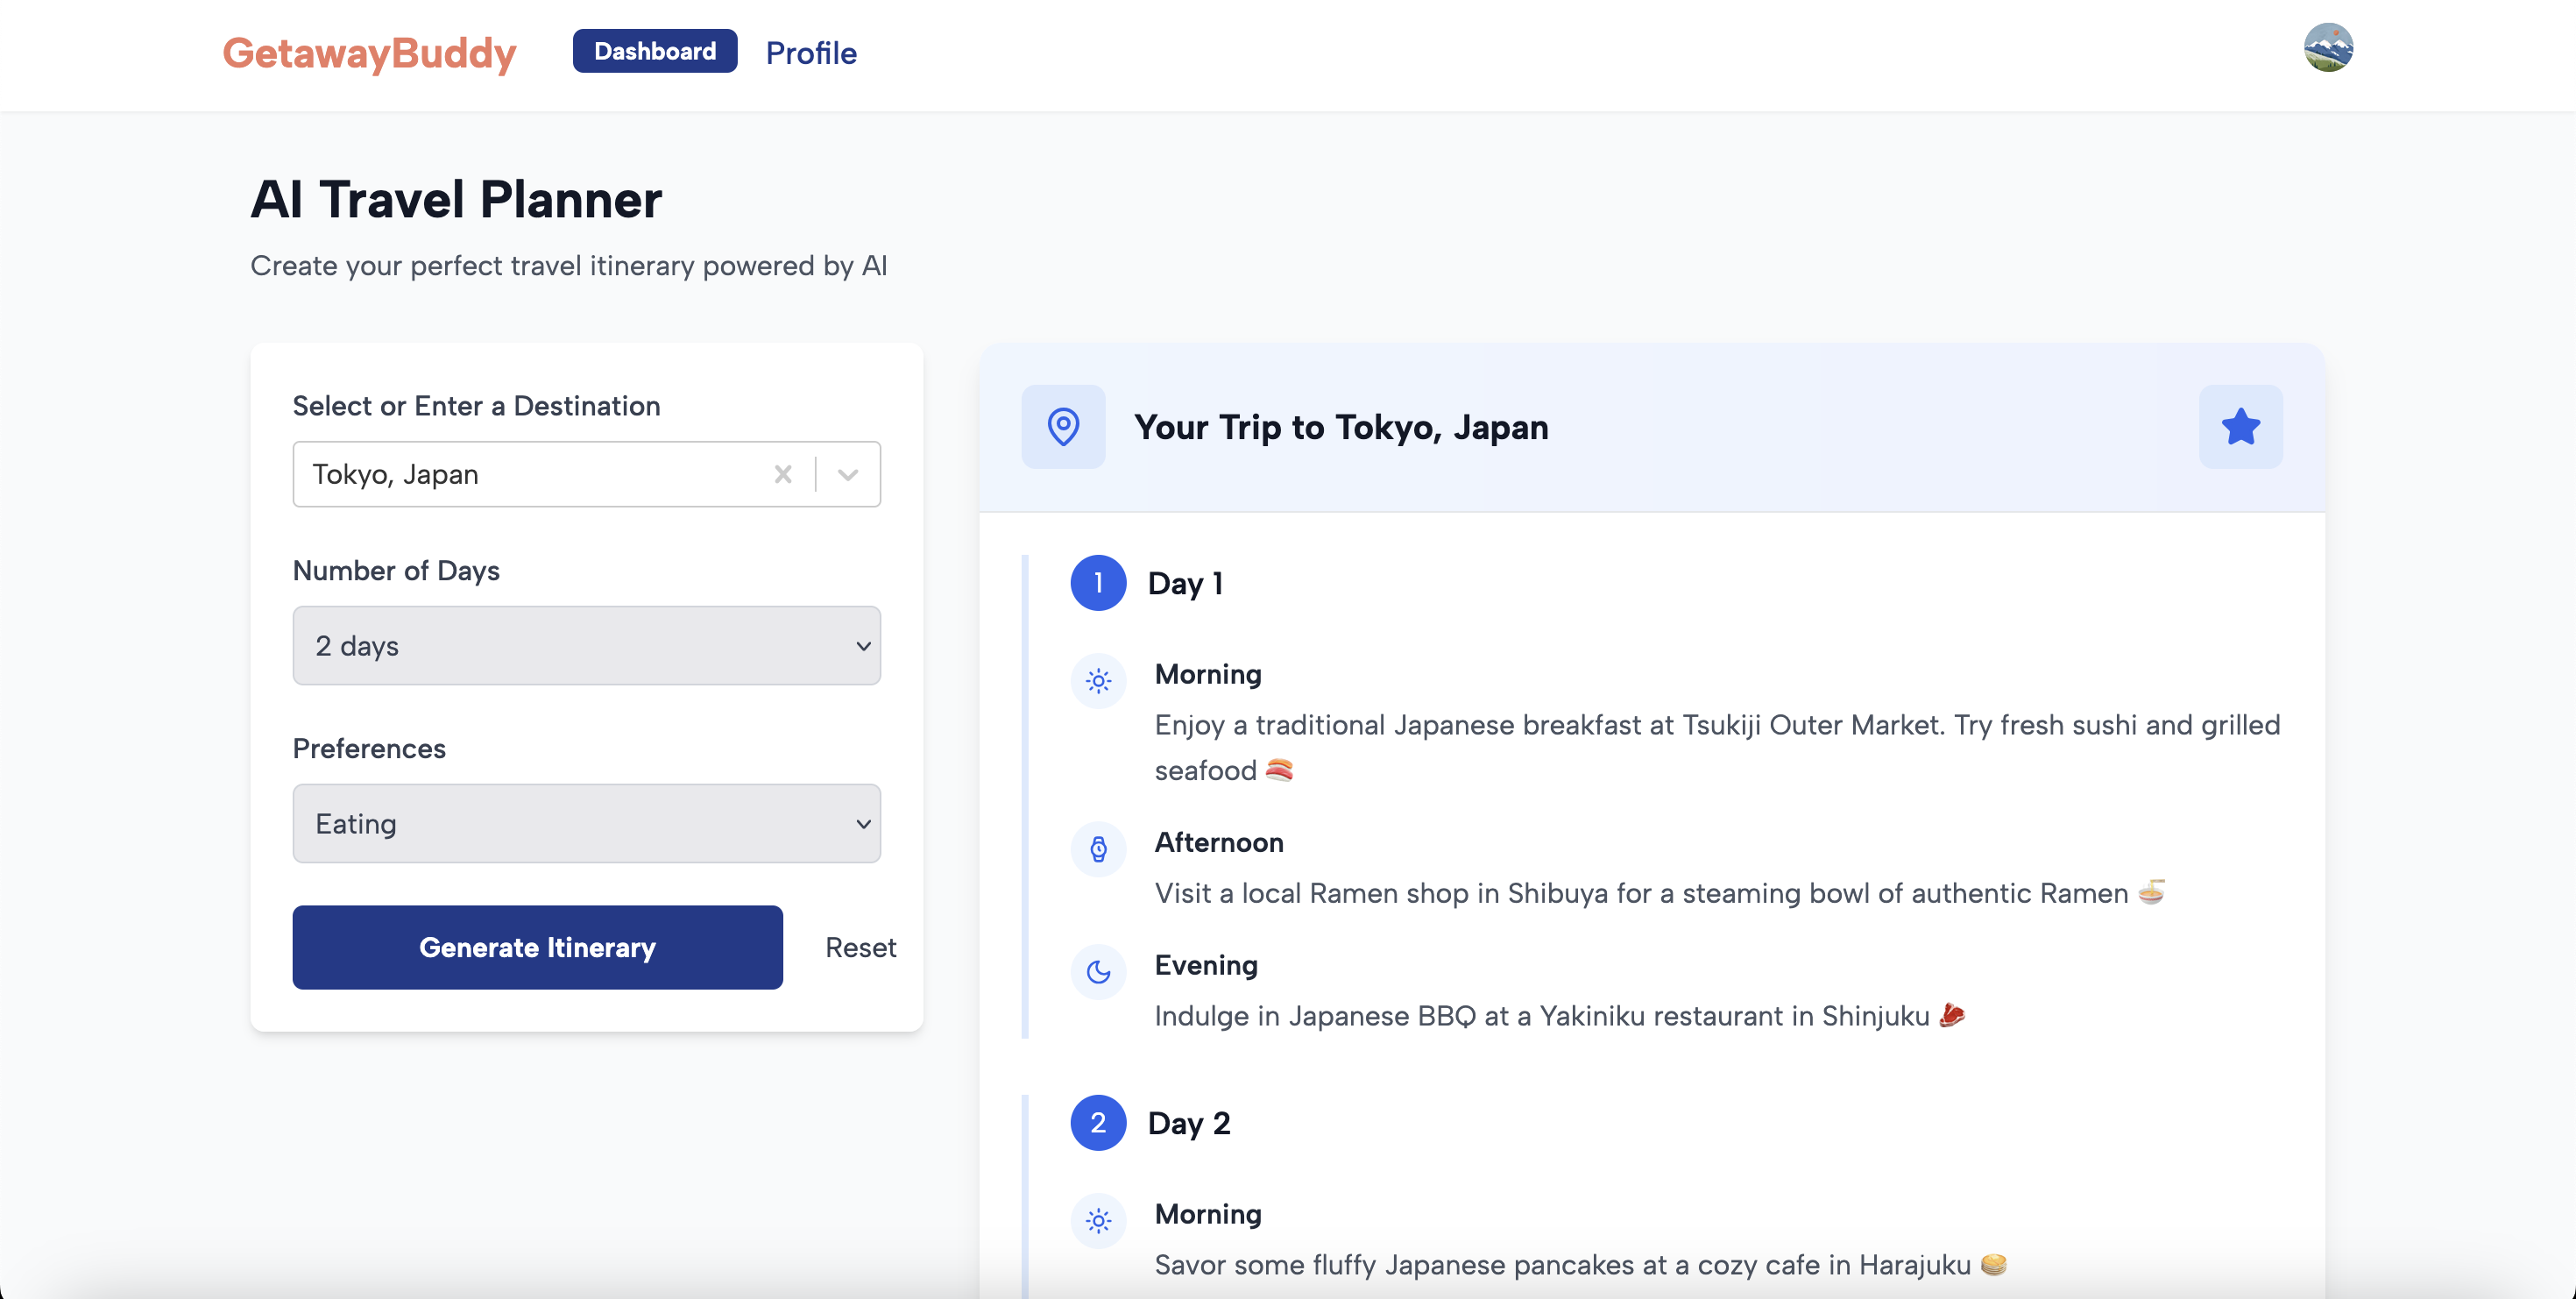 GetawayBuddy
Dashboard
Profile
AI Travel Planner
Create your perfect travel itinerary powered by AI
Select or Enter a Destination
Tokyo, Japan
Number of Days
2 days
Preferences
Eating
Generate Itinerary
Reset
Your Trip to Tokyo, Japan
1
Day 1
Morning
Enjoy a traditional Japanese breakfast at Tsukiji Outer Market. Try fresh sushi and grilled
seafood 🍣
Afternoon
Visit a local Ramen shop in Shibuya for a steaming bowl of authentic Ramen 🍜
Evening
Indulge in Japanese BBQ at a Yakiniku restaurant in Shinjuku 🥩
2
Day 2
Morning
Savor some fluffy Japanese pancakes at a cozy cafe in Harajuku 🥞